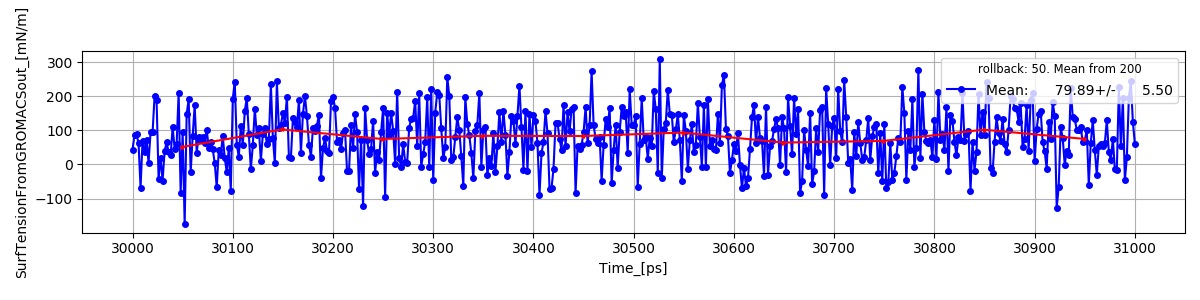 SurfTensionFromGROMACSout_[mN/m]
300
200
100
0
−100
rollback: 50. Mean from 200
Mean: 79.89+/- 5.50
30000 30100 30200 30300 30400 30500 30600 30700 30800 30900 31000
Time_[ps]